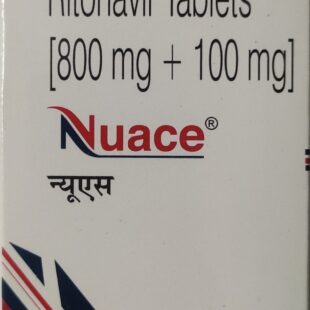 Ritonavir Tablets
[800 mg + 100 mg]
Nuace®
न्यूएस